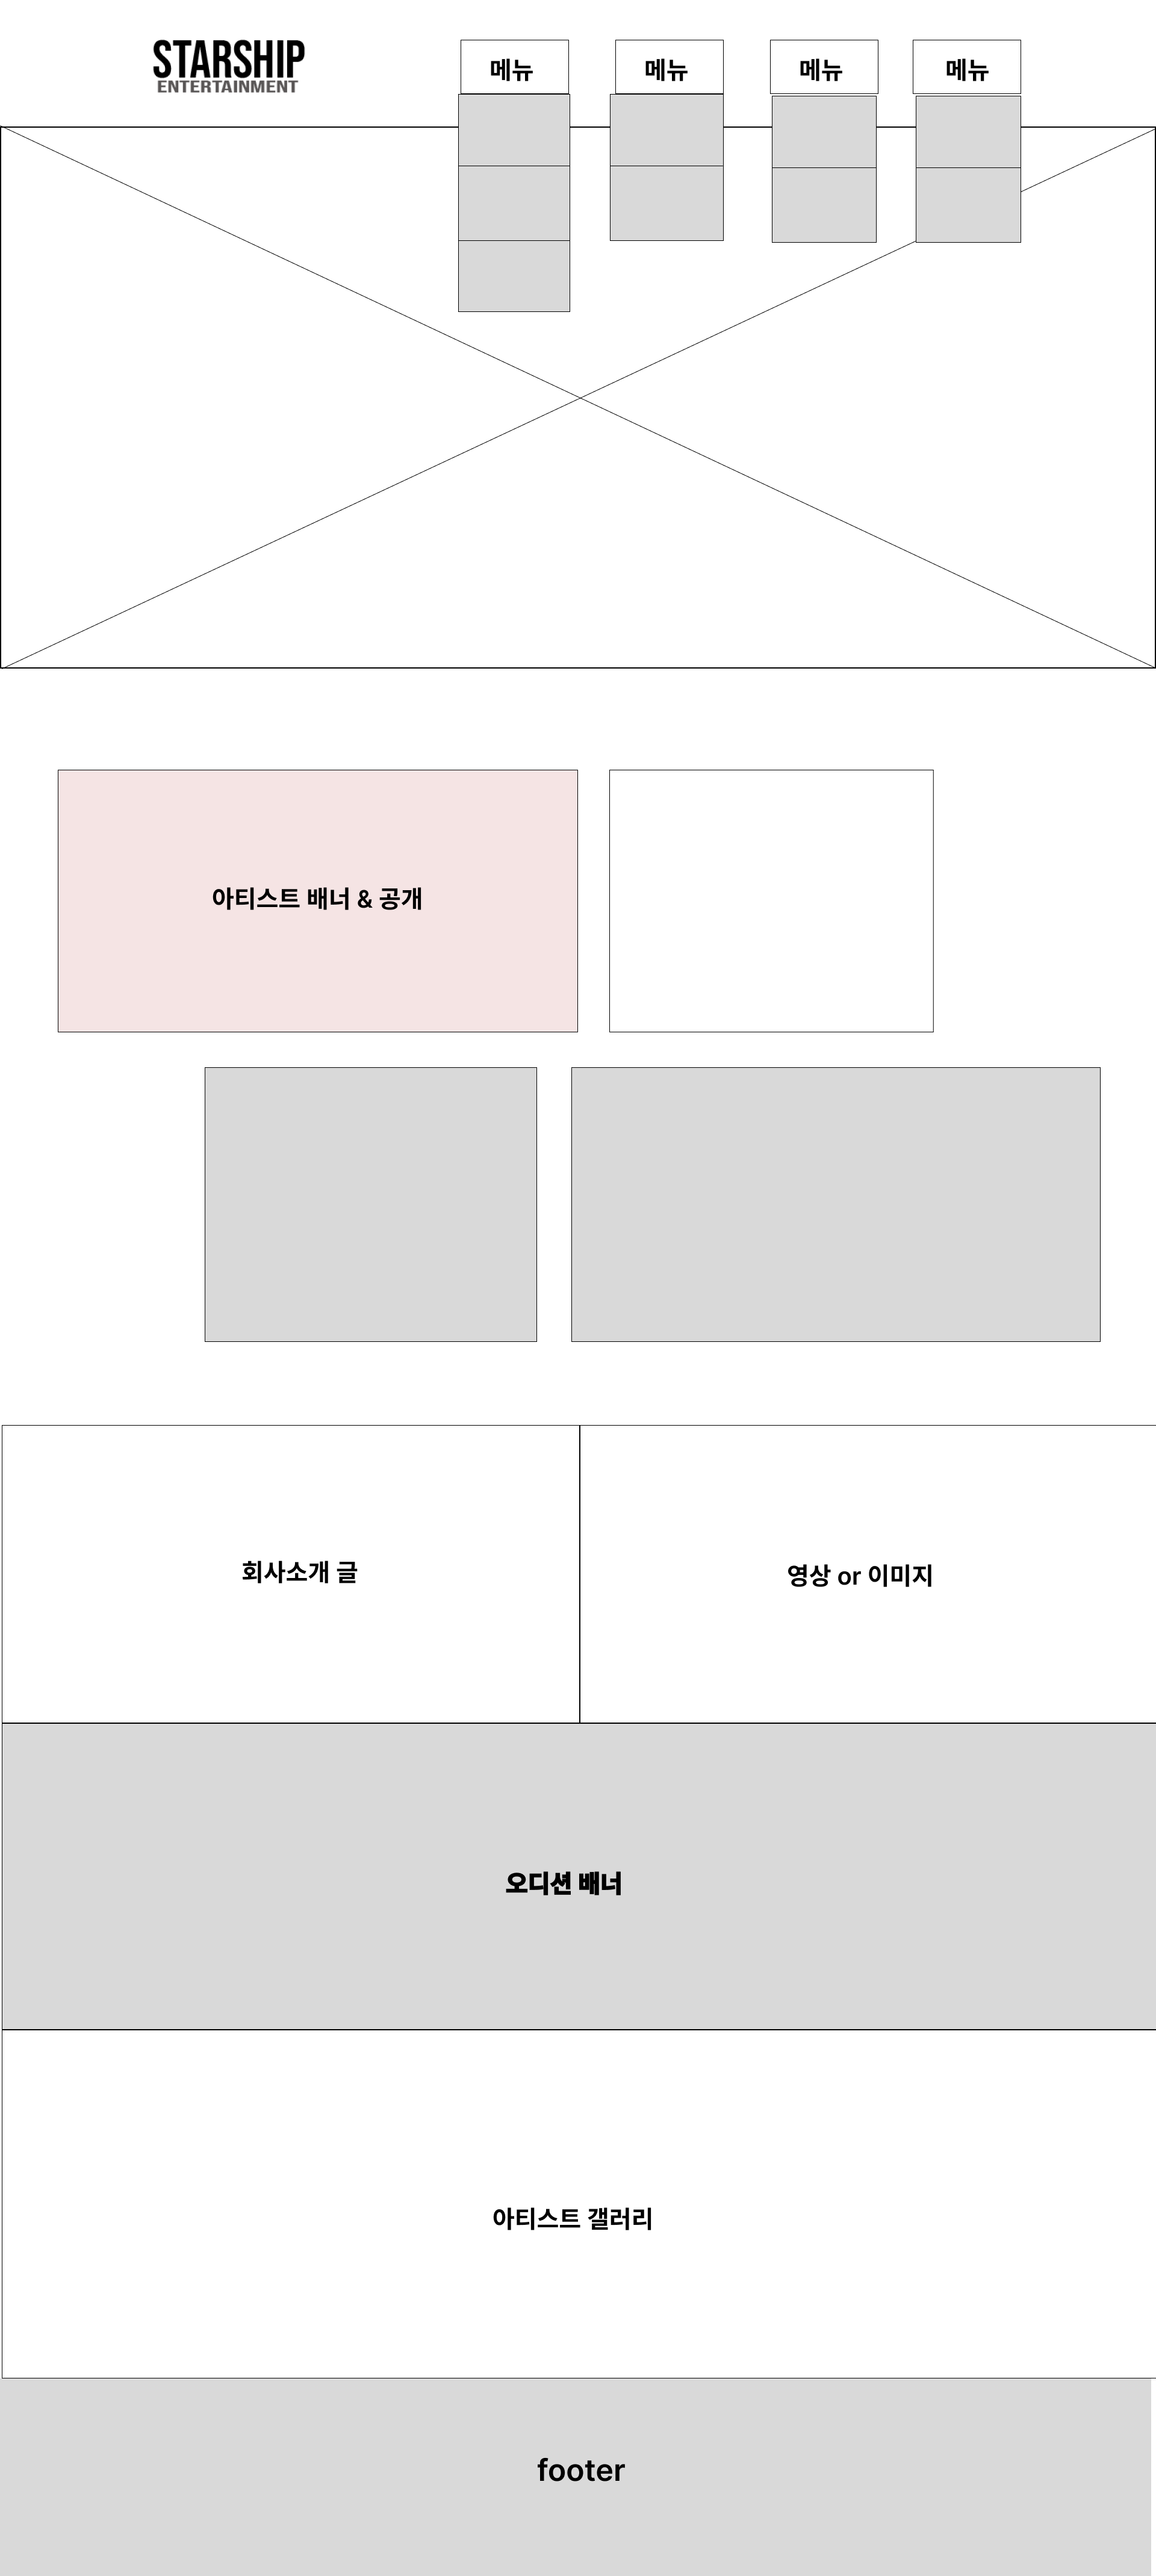 STARSHIP
ENTERTAINMENT
메뉴
메뉴
메뉴
메뉴
아티스트 배너 & 공개
회사소개 글
영상 or 이미지
오디션 배너
아티스트 갤러리
footer